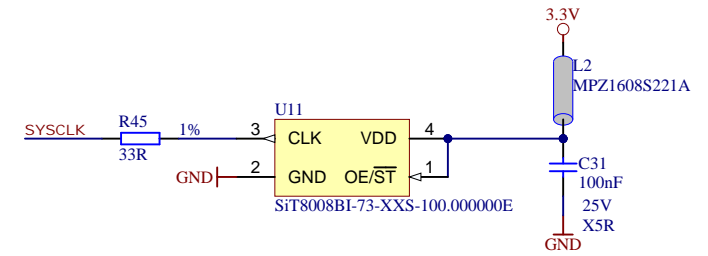 3.3V
L2
MPZ1608S221A
U11
R45
SYSCLK
1%
3
CLK
VDD
4
33R
GND
2
GND
OE/ST
1
C31
100nF
SiT8008BI-73-XXS-100.000000E
25V
X5R
GND